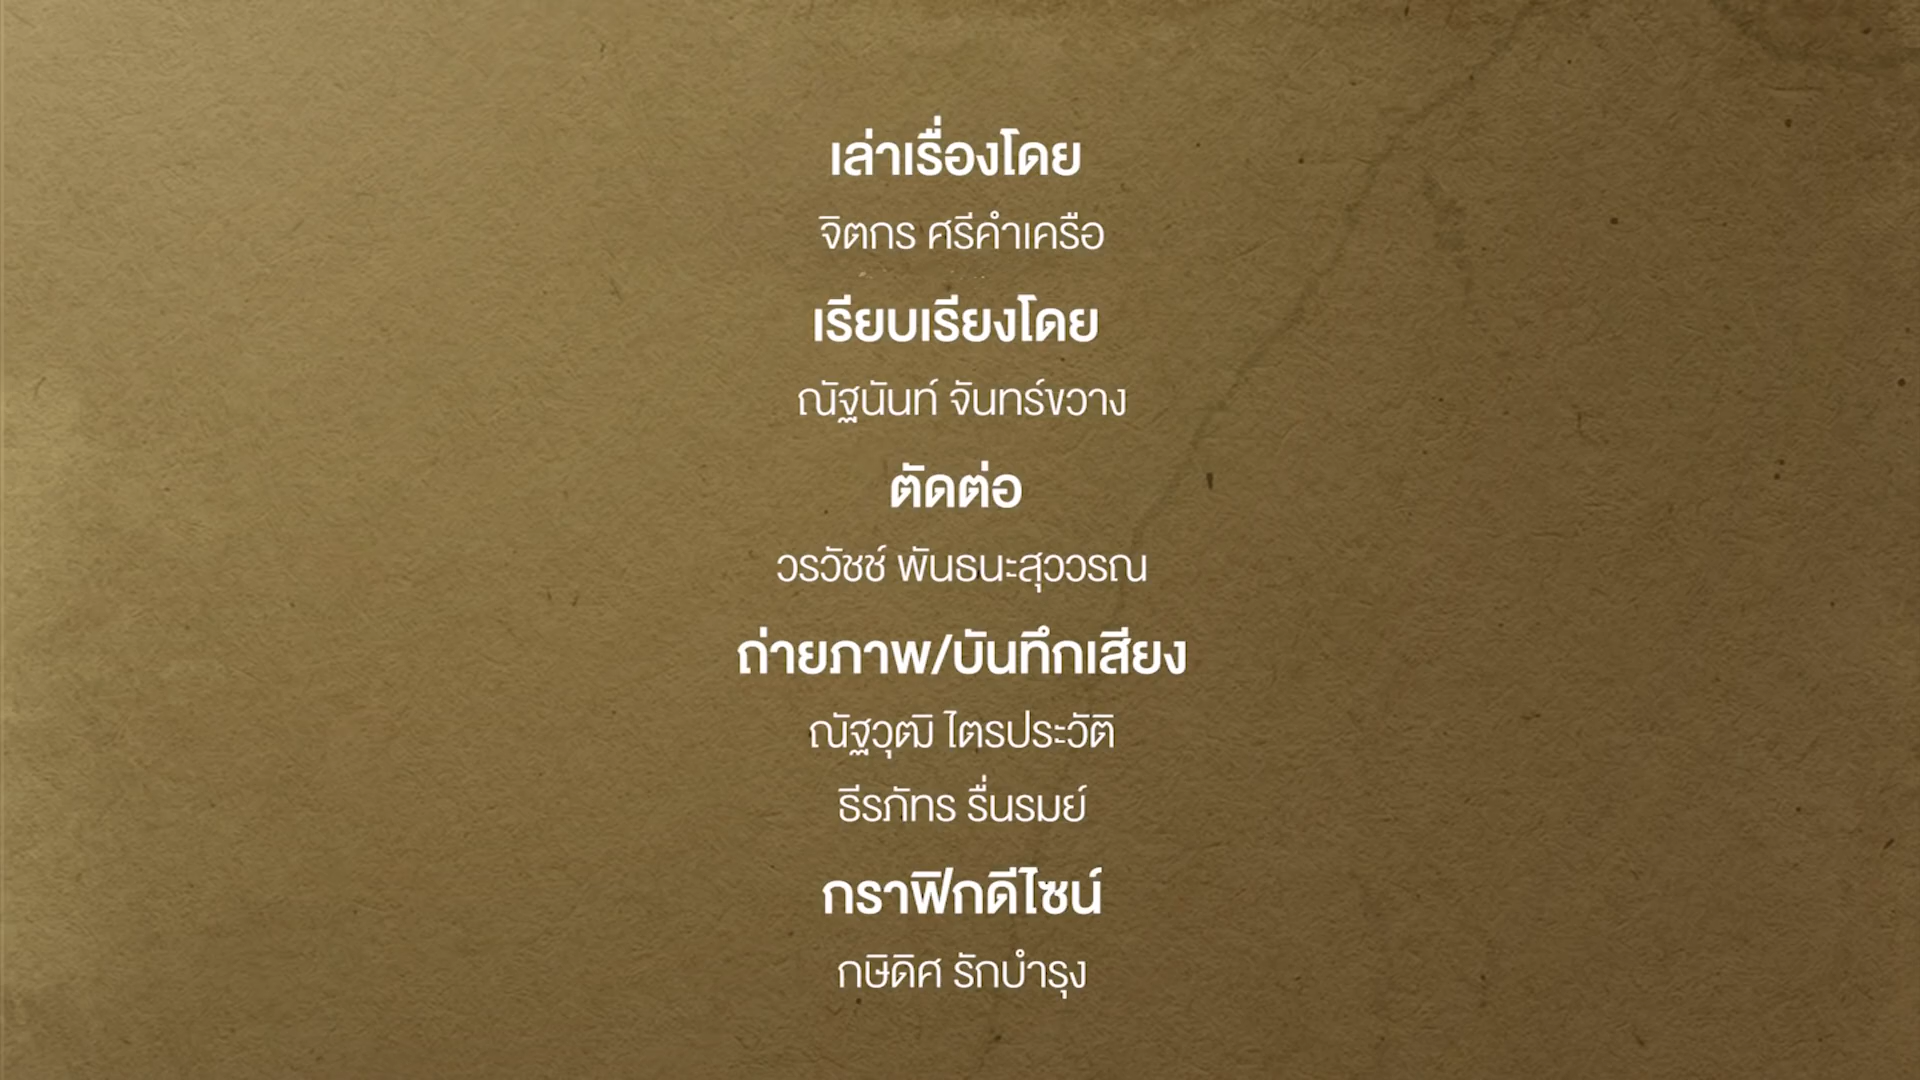 เล่าเรื่องโดย
จิตกร ศรีคำเครือ
เรียบเรียงโดย
ณัฐนันท์ จันทร์ขวาง
ตัดต่อ
วรวัชช์ พันธนะสุววรณ
ถ่ายภาพ/บันทึกเสียง
ณัฐวุฒิ ไตรประวัติ
ธีรภัทร รื่นรมย์
กราฟิกดีไซน์
กษิดิศ รักบำรุง